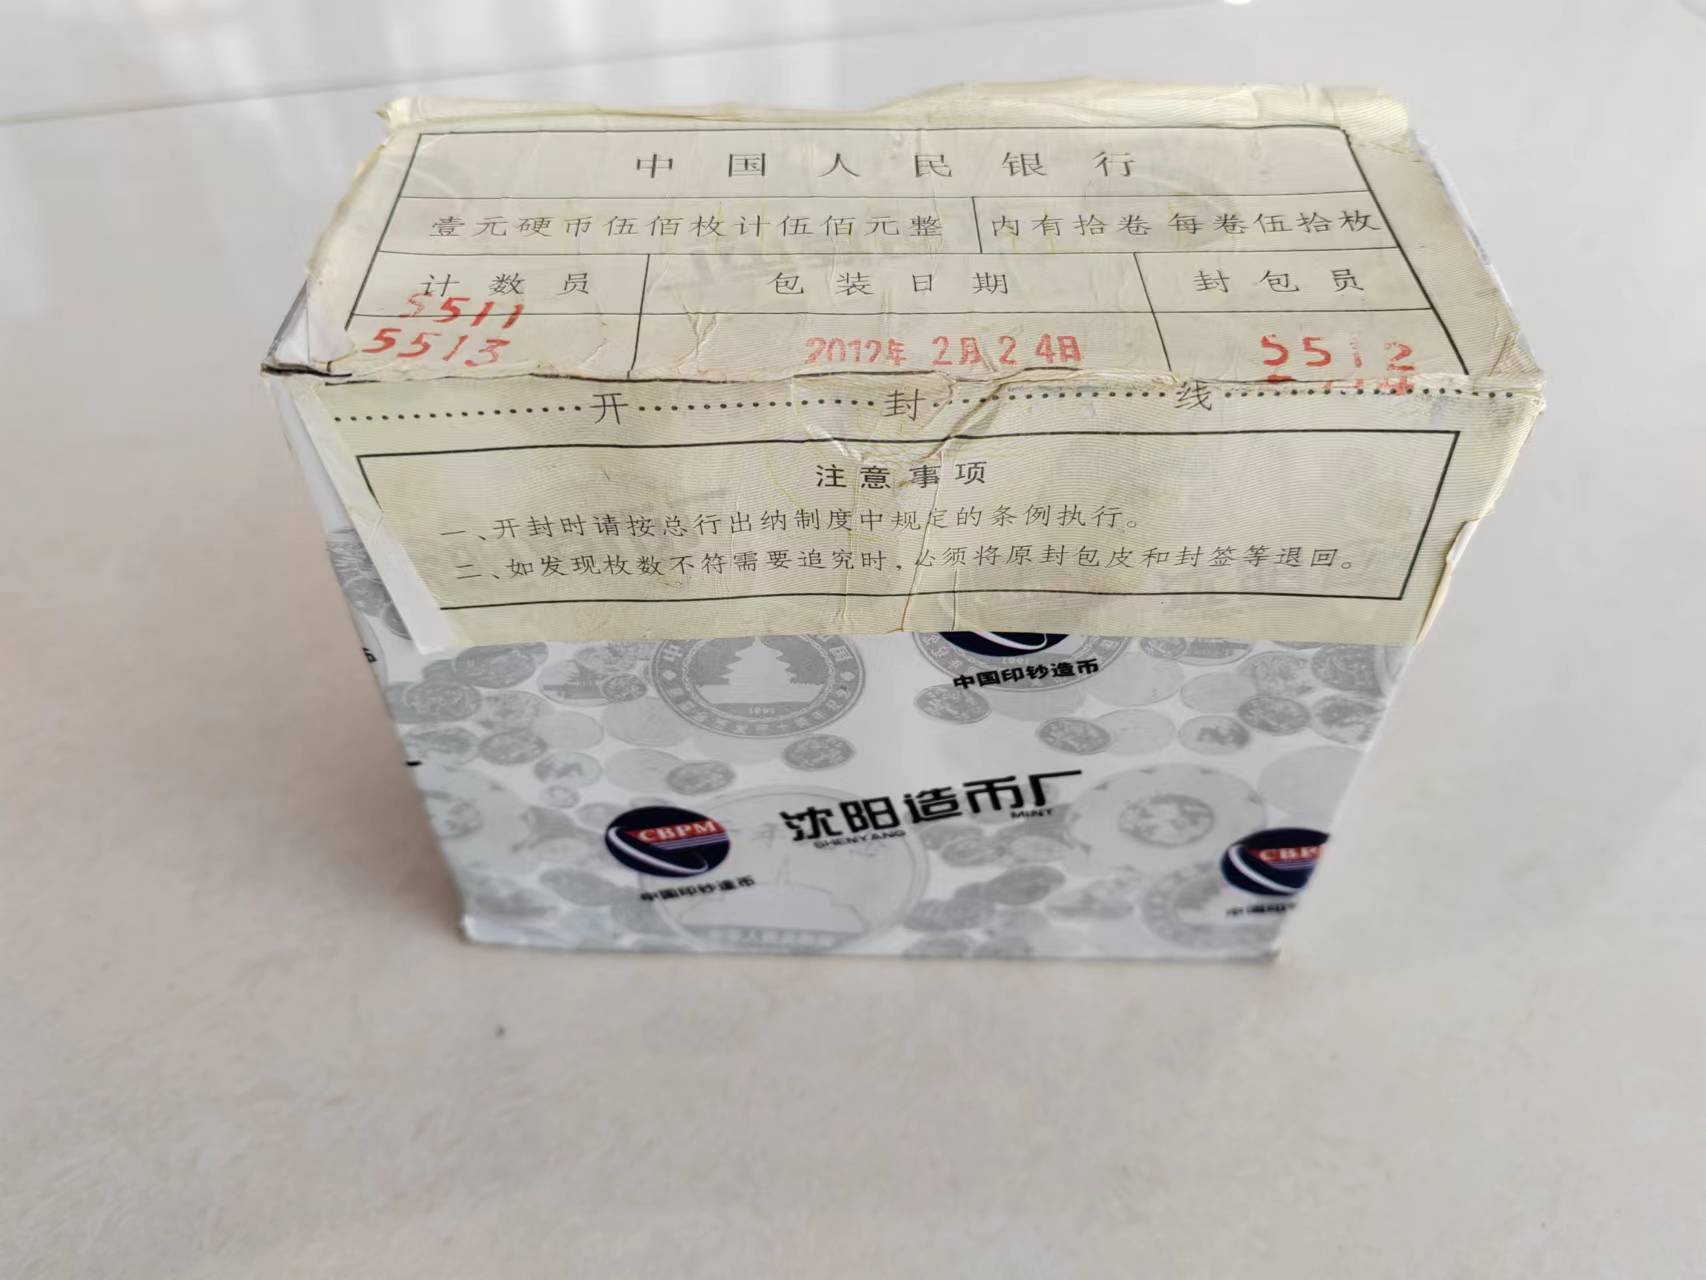 中国人民银行
壹元硬币伍佰枚计伍佰元整 内有拾卷 每卷伍拾枚
计数员 包装日期 封包员
5511
5513 2012年 2月24日 5512
开 封 线
注意事项
一、开封时请按总行出纳制度中规定的条例执行。
二、如发现枚数不符需要追究时,必须将原封包皮和封签等退回。
中国印钞造币
沈阳造币厂
SHENYANG MINT
CBPM
中国印钞造币
CBP
中国印
1991